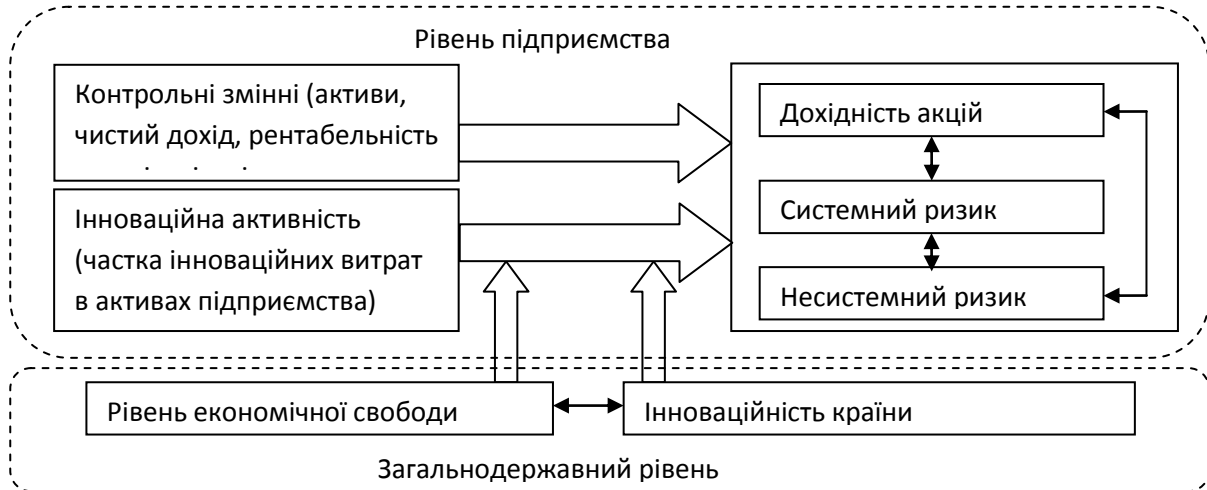 Рівень підприємства
Контрольні змінні (активи,
чистий дохід, рентабельність
Інноваційна активність
(частка інноваційних витрат
в активах підприємства)
Дохідність акцій
Системний ризик
Несистемний ризик
Рівень економічної свободи
Інноваційність країни
Загальнодержавний рівень